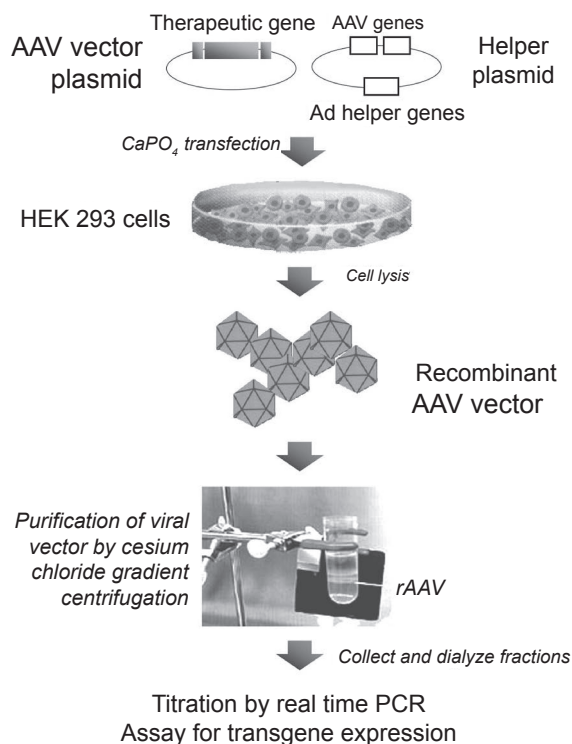 Therapeutic gene
AAV genes
AAV vector
plasmid
Helper
plasmid
Ad helper genes
CaPO₄ transfection
HEK 293 cells
Cell lysis
Recombinant
AAV vector
Purification of viral
vector by cesium
chloride gradient
centrifugation
rAAV
Collect and dialyze fractions
Titration by real time PCR
Assay for transgene expression